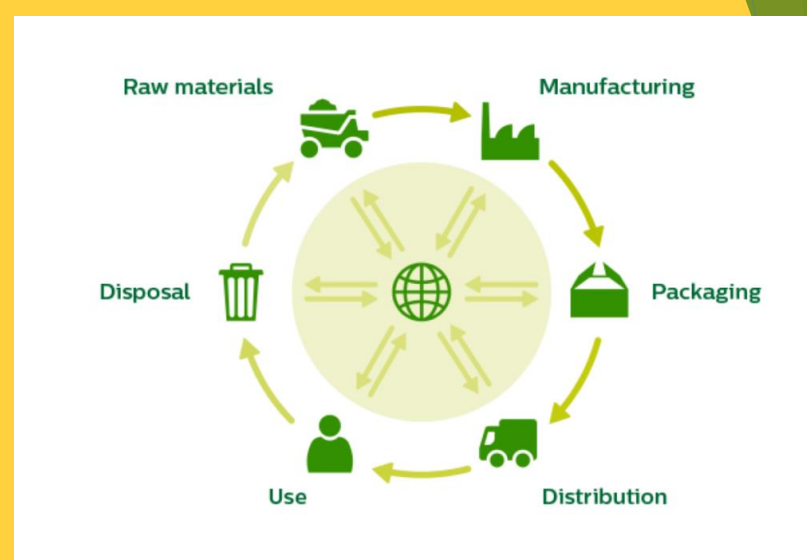 Raw materials
Manufacturing
Disposal
Packaging
Use
Distribution